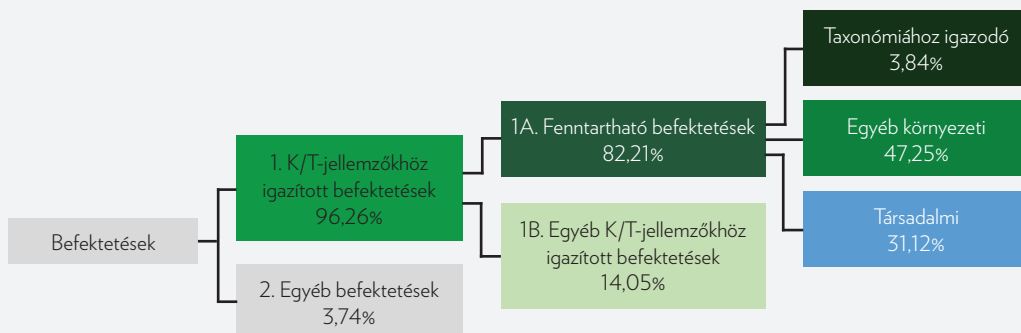 Befektetések
1. K/T-jellemzőkhöz
igazított befektetések
96,26%
2. Egyéb befektetések
3,74%
1A. Fenntartható befektetések
82,21%
1B. Egyéb K/T-jellemzőkhöz
igazított befektetések
14,05%
Taxonómiához igazodó
3,84%
Egyéb környezeti
47,25%
Társadalmi
31,12%